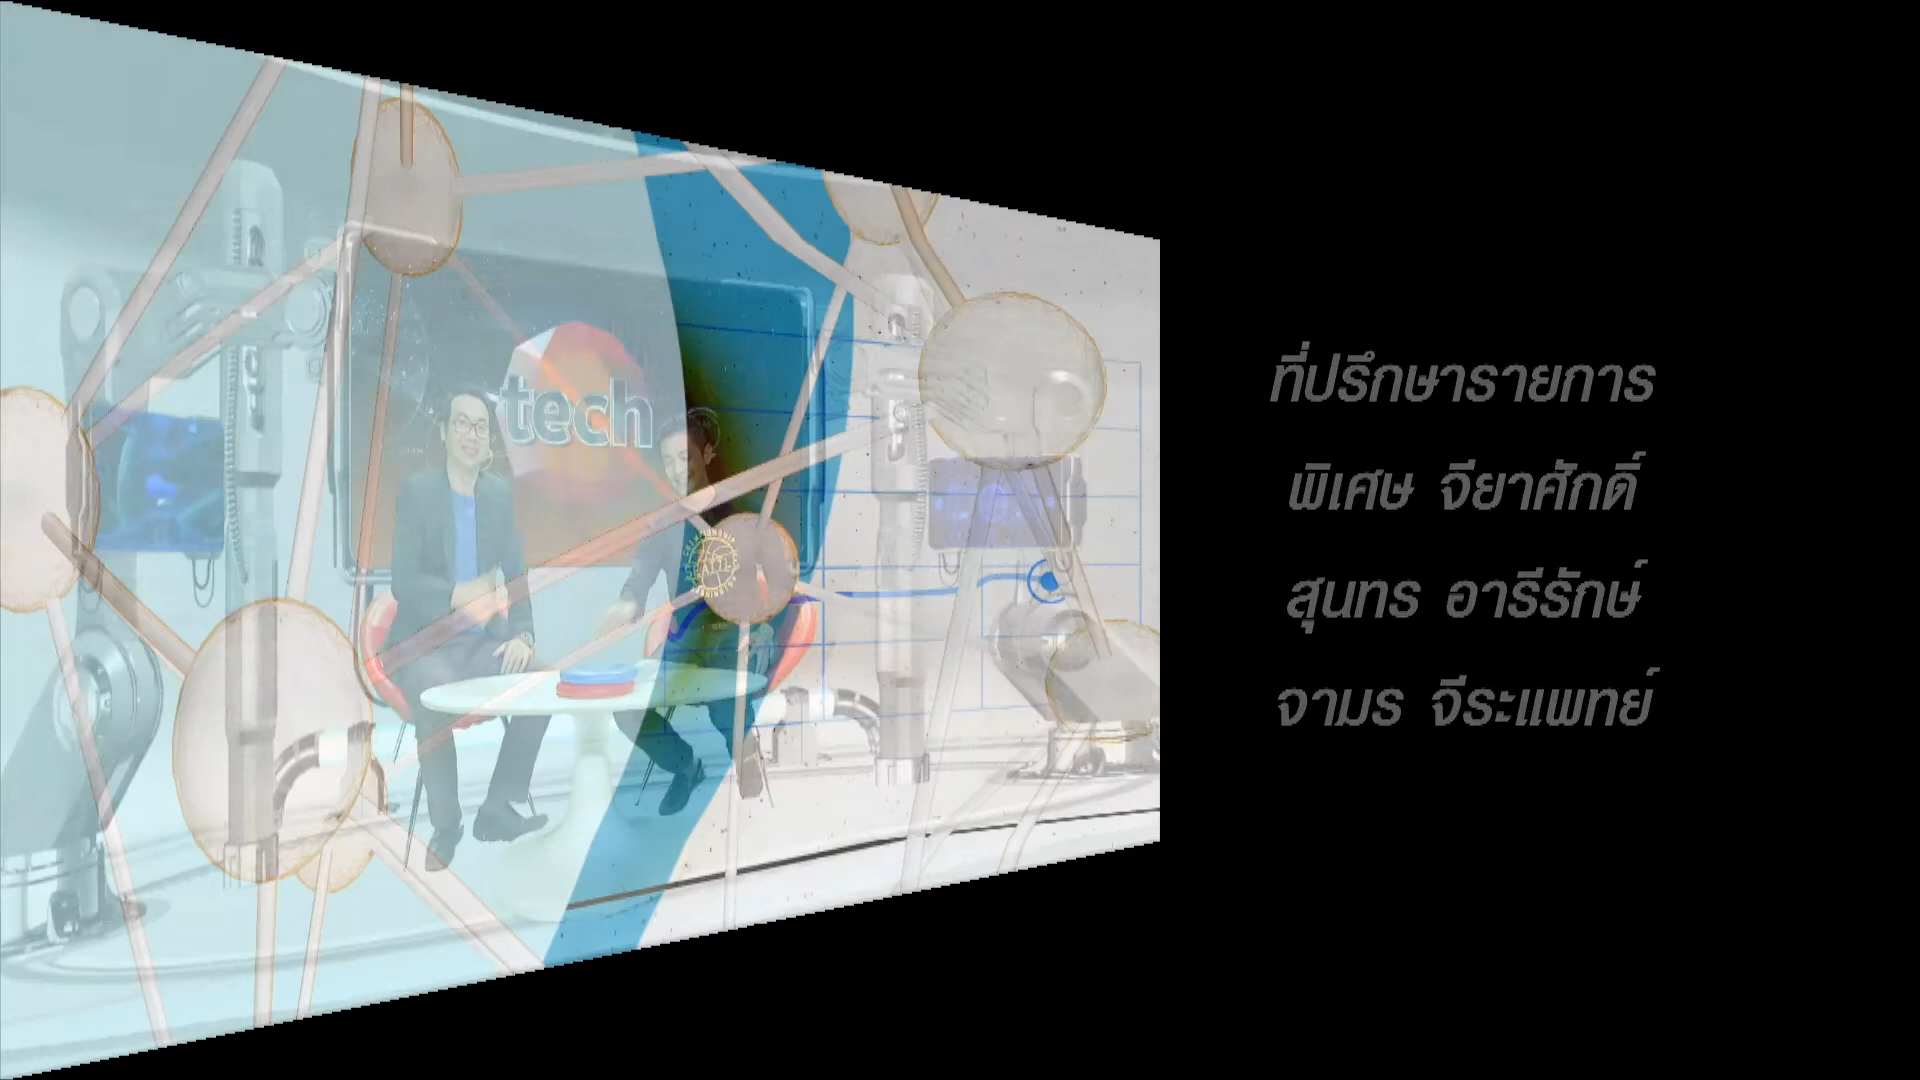 tech
ที่ปรึกษารายการ
พิเศษ จียาศักดิ์
สุนทร อารีรักษ์
จามร จีระแพทย์